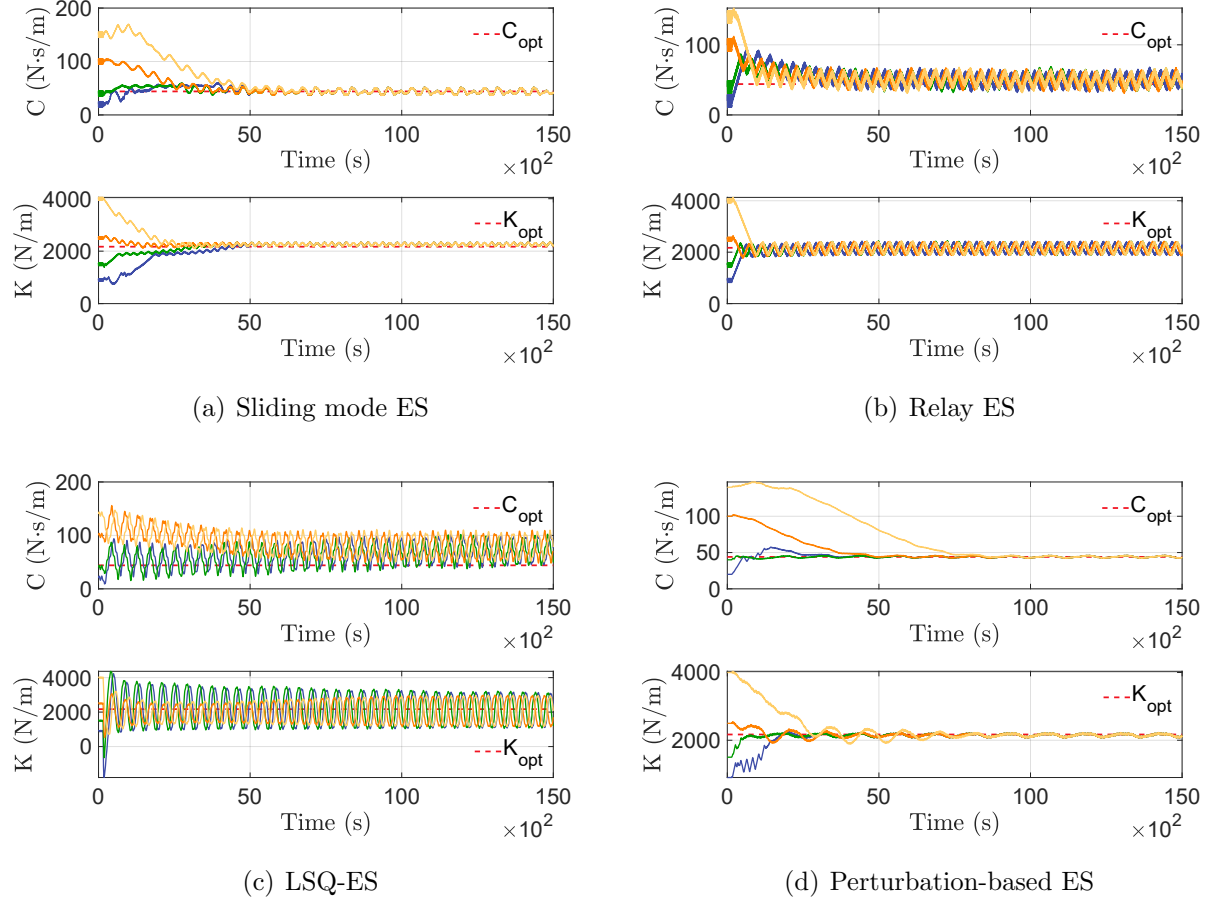 200
100
0
C (N·s/m)
C_opt
0 50 100 150
Time (s)
×10^2
4000
2000
0
K (N/m)
K_opt
0 50 100 150
Time (s)
×10^2
(a) Sliding mode ES
100
0
C (N·s/m)
C_opt
0 50 100 150
Time (s)
×10^2
4000
2000
0
K (N/m)
K_opt
0 50 100 150
Time (s)
×10^2
(b) Relay ES
200
100
0
C (N·s/m)
C_opt
0 50 100 150
Time (s)
×10^2
4000
2000
0
K (N/m)
K_opt
0 50 100 150
Time (s)
×10^2
(c) LSQ-ES
100
50
0
C (N·s/m)
C_opt
0 50 100 150
Time (s)
×10^2
4000
2000
K (N/m)
K_opt
0 50 100 150
Time (s)
×10^2
(d) Perturbation-based ES